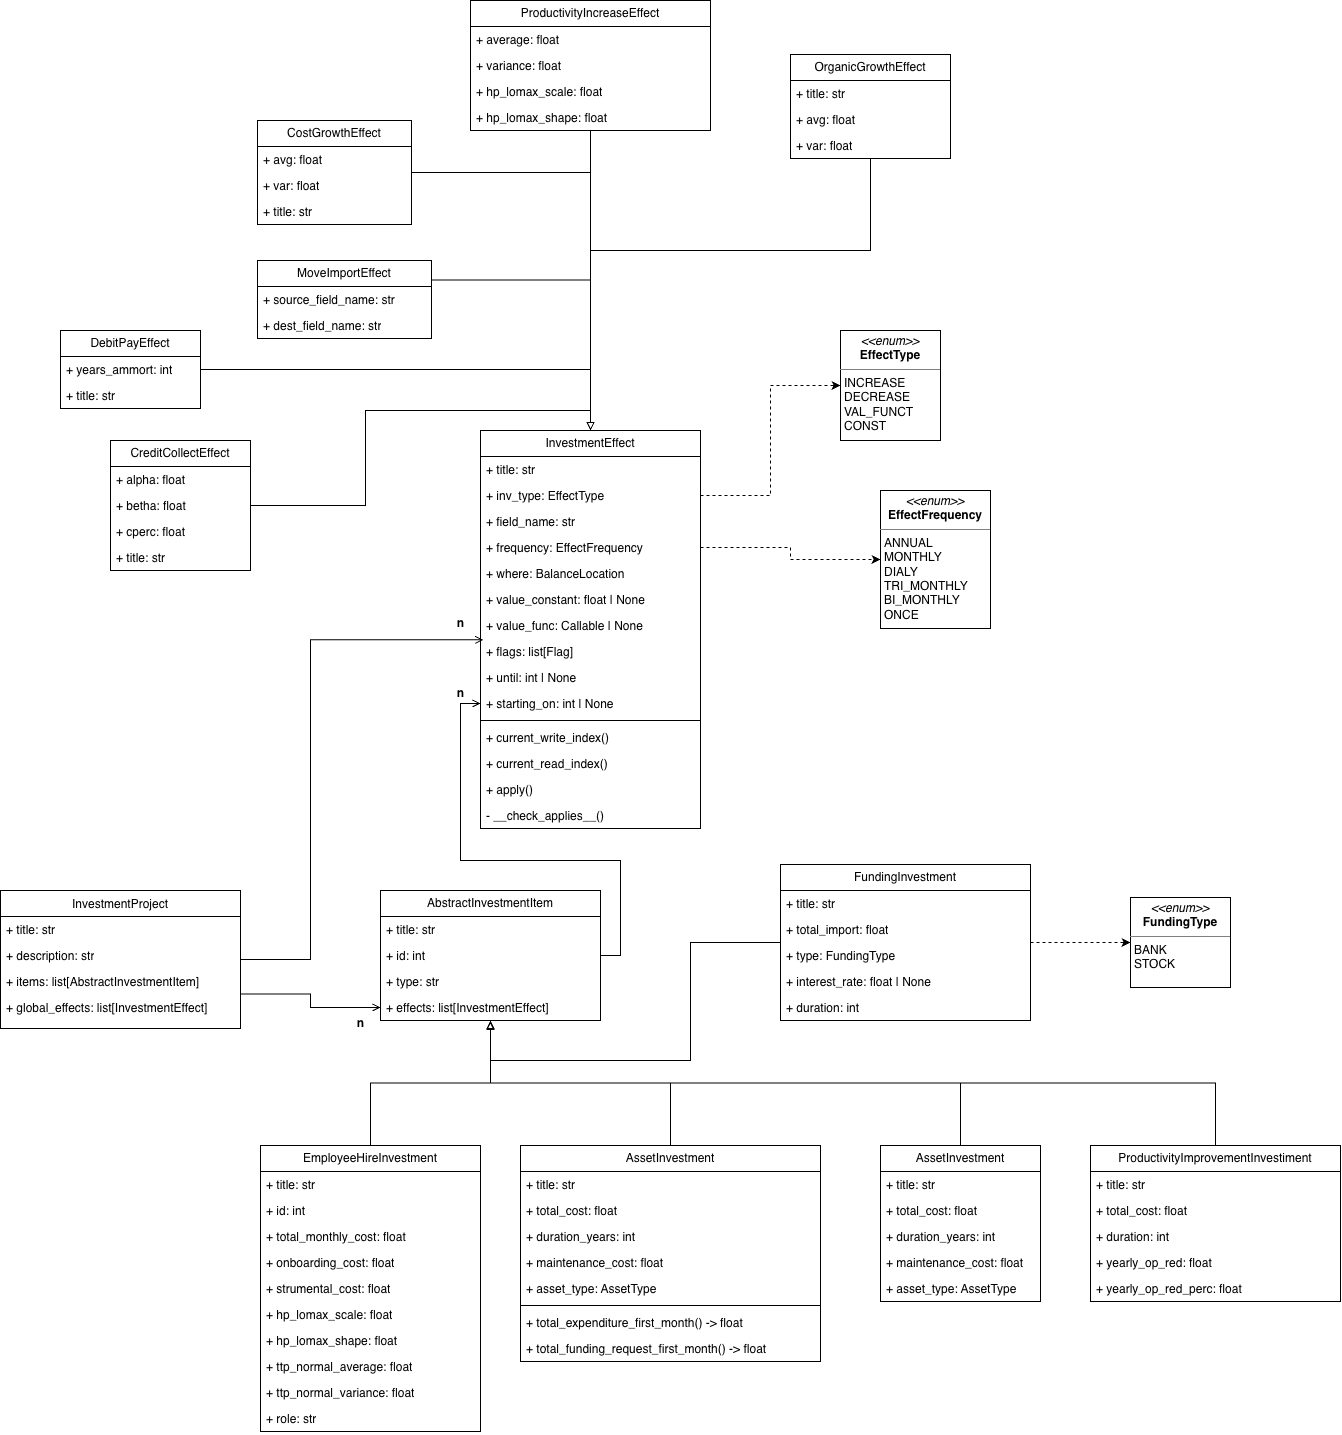 ProductivityIncreaseEffect
+ average: float
+ variance: float
+ hp_lomax_scale: float
+ hp_lomax_shape: float
OrganicGrowthEffect
+ title: str
+ avg: float
+ var: float
CostGrowthEffect
+ avg: float
+ var: float
+ title: str
MoveImportEffect
+ source_field_name: str
+ dest_field_name: str
DebitPayEffect
+ years_ammort: int
+ title: str
<<enum>>
EffectType
INCREASE
DECREASE
VAL_FUNCT
CONST
CreditCollectEffect
+ alpha: float
+ betha: float
+ cperc: float
+ title: str
InvestmentEffect
+ title: str
+ inv_type: EffectType
+ field_name: str
+ frequency: EffectFrequency
+ where: BalanceLocation
+ value_constant: float | None
+ value_func: Callable | None
+ flags: list[Flag]
+ until: int | None
+ starting_on: int | None
+ current_write_index()
+ current_read_index()
+ apply()
- __check_applies__()
<<enum>>
EffectFrequency
ANNUAL
MONTHLY
DIALY
TRI_MONTHLY
BI_MONTHLY
ONCE
n
n
InvestmentProject
+ title: str
+ description: str
+ items: list[AbstractInvestmentItem]
+ global_effects: list[InvestmentEffect]
n
AbstractInvestmentItem
+ title: str
+ id: int
+ type: str
+ effects: list[InvestmentEffect]
FundingInvestment
+ title: str
+ total_import: float
+ type: FundingType
+ interest_rate: float | None
+ duration: int
<<enum>>
FundingType
BANK
STOCK
EmployeeHireInvestment
+ title: str
+ id: int
+ total_monthly_cost: float
+ onboarding_cost: float
+ strumental_cost: float
+ hp_lomax_scale: float
+ hp_lomax_shape: float
+ ttp_normal_average: float
+ ttp_normal_variance: float
+ role: str
AssetInvestment
+ title: str
+ total_cost: float
+ duration_years: int
+ maintenance_cost: float
+ asset_type: AssetType
+ total_expenditure_first_month() -> float
+ total_funding_request_first_month() -> float
AssetInvestment
+ title: str
+ total_cost: float
+ duration_years: int
+ maintenance_cost: float
+ asset_type: AssetType
ProductivityImprovementInvestiment
+ title: str
+ total_cost: float
+ duration: int
+ yearly_op_red: float
+ yearly_op_red_perc: float